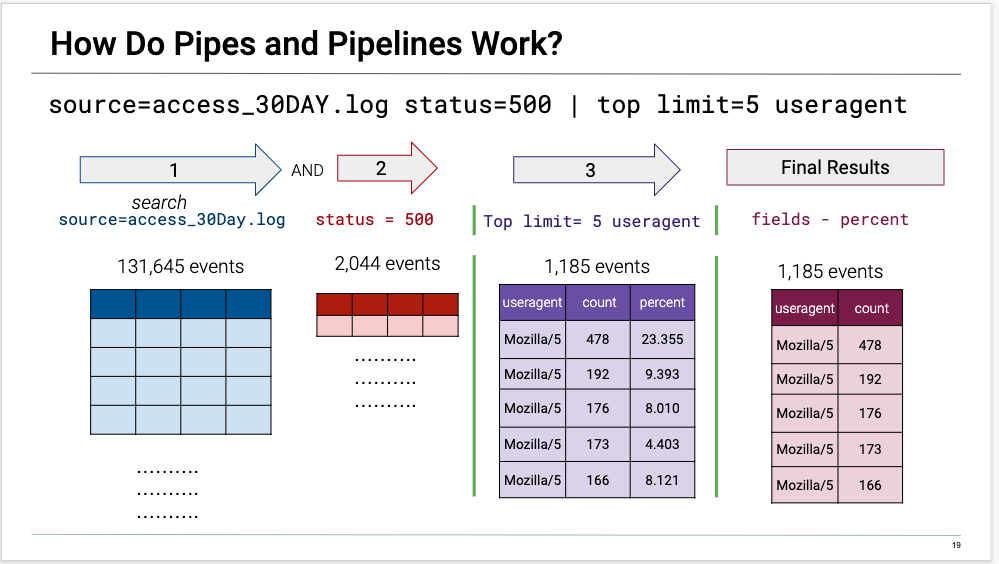 How Do Pipes and Pipelines Work?
source=access_30DAY.log status=500 | top limit=5 useragent
1 AND 2 3 Final Results
search
source=access_30Day.log status = 500 Top limit= 5 useragent fields - percent
131,645 events 2,044 events 1,185 events 1,185 events
useragent count percent
Mozilla/5 478 23.355
Mozilla/5 192 9.393
Mozilla/5 176 8.010
Mozilla/5 173 4.403
Mozilla/5 166 8.121
useragent count
Mozilla/5 478
Mozilla/5 192
Mozilla/5 176
Mozilla/5 173
Mozilla/5 166
..........
..........
..........
..........
..........
..........
19